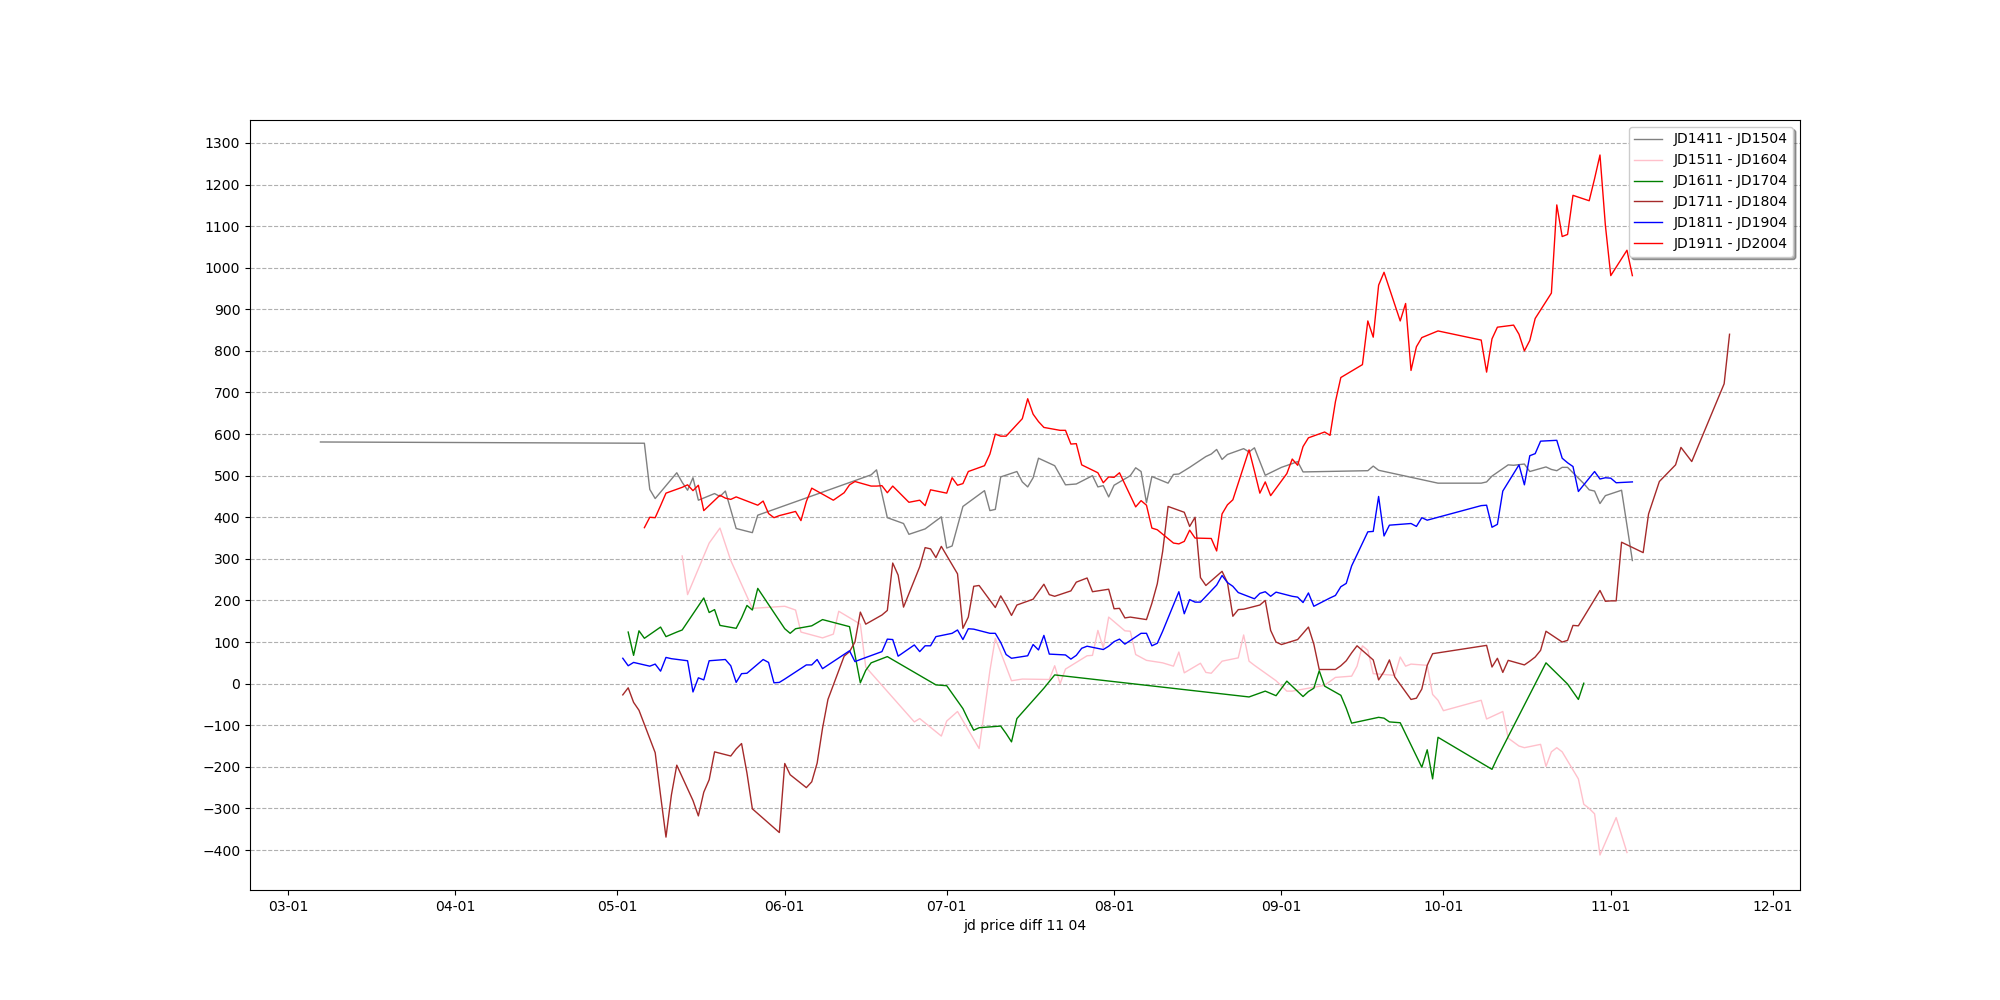 1300
1200
1100
1000
900
800
700
600
500
400
300
200
100
0
−100
−200
−300
−400
JD1411 - JD1504
JD1511 - JD1604
JD1611 - JD1704
JD1711 - JD1804
JD1811 - JD1904
JD1911 - JD2004
03-01 04-01 05-01 06-01 07-01 08-01 09-01 10-01 11-01 12-01
jd price diff 11 04